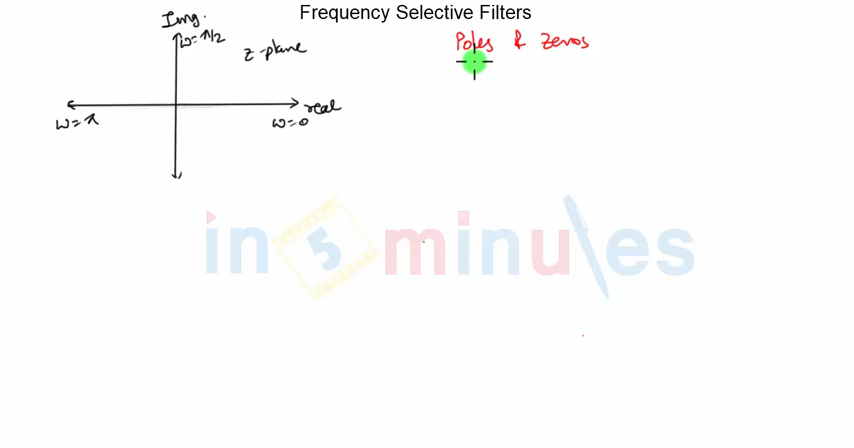 Frequency Selective Filters
Img.
ω=π/2
z-plane
real
ω=π
ω=0
Poles & Zeros
in 5 minutes